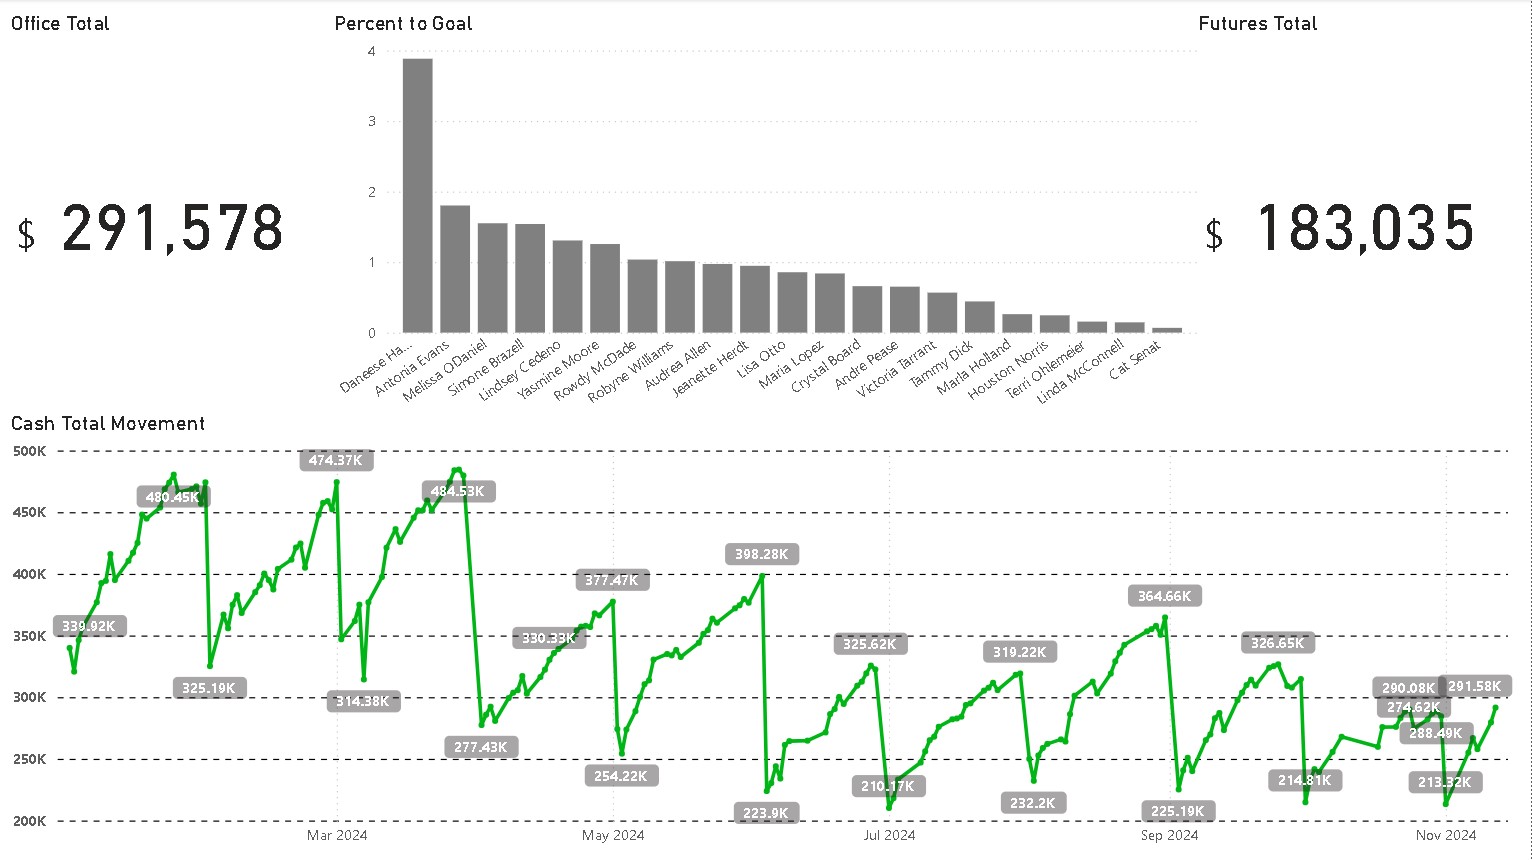 Office Total
$ 291,578
Percent to Goal
4
3
2
1
0
Daneese Ha...
Antonia Evans
Melissa ODaniel
Simone Brazell
Lindsey Cedeno
Yasmine Moore
Rowdy McDade
Robyne Williams
Audrea Allen
Jeanette Herdt
Lisa Otto
Maria Lopez
Crystal Board
Andre Pease
Victoria Tarrant
Tammy Dick
Marla Holland
Houston Norris
Terri Ohlemeier
Linda McConnell
Cat Senat
Futures Total
$ 183,035
Cash Total Movement
500K
450K
400K
350K
300K
250K
200K
339.92K
480.45K
325.19K
474.37K
314.38K
484.53K
277.43K
330.33K
377.47K
254.22K
398.28K
223.9K
325.62K
210.17K
319.22K
232.2K
364.66K
225.19K
326.65K
214.81K
290.08K
274.62K
288.49K
291.58K
213.32K
Mar 2024
May 2024
Jul 2024
Sep 2024
Nov 2024